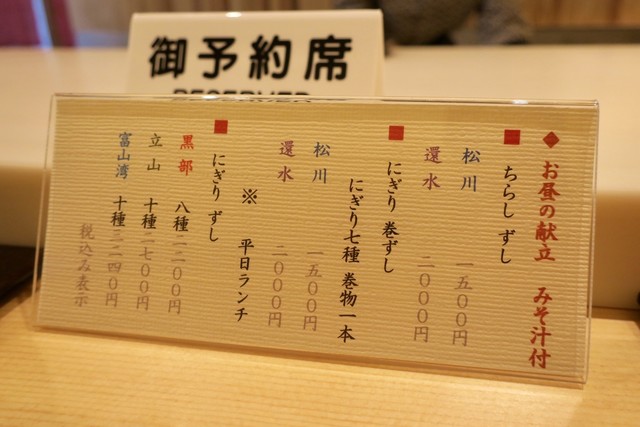 御予約席
RESERVED
◆ お昼の献立 みそ汁付
■ ちらし ずし
松川 一五〇〇円
還水 二〇〇〇円
■ にぎり 巻ずし
にぎり七種 巻物一本
松川 一五〇〇円
還水 二〇〇〇円
※ 平日ランチ
■ にぎり ずし
黒部 八種 二二〇〇円
立山 十種 二七〇〇円
富山湾 十種 三二四〇円
税込み表示